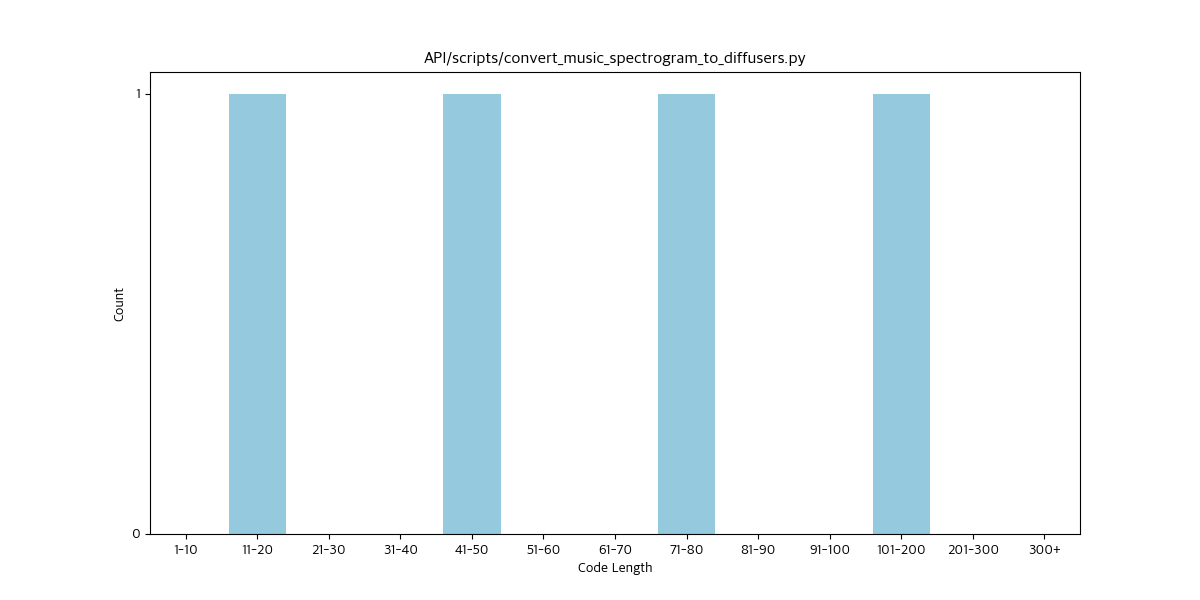 API/scripts/convert_music_spectrogram_to_diffusers.py
1
Count
0
1-10 11-20 21-30 31-40 41-50 51-60 61-70 71-80 81-90 91-100 101-200 201-300 300+
Code Length